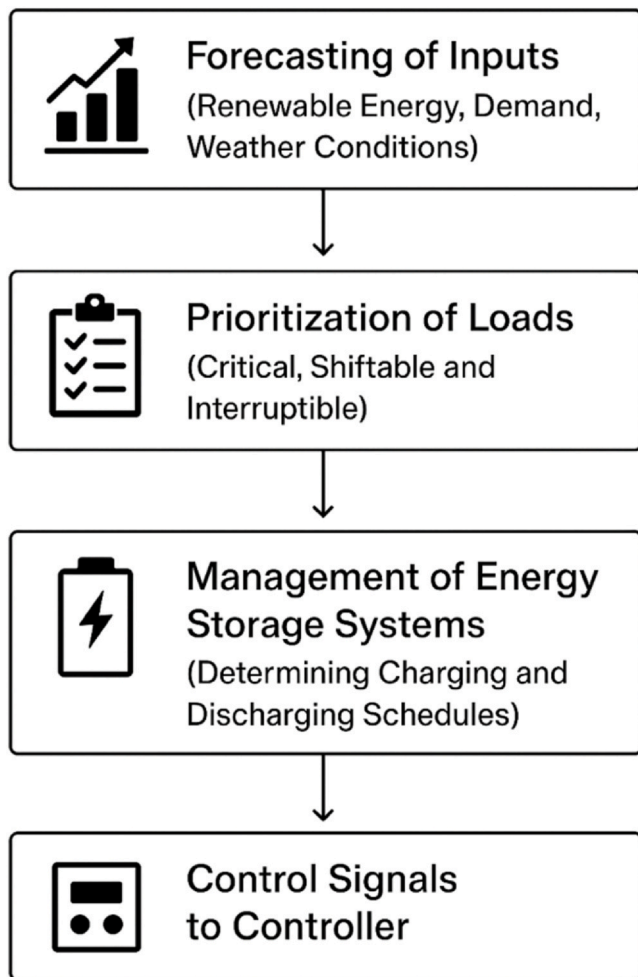 Forecasting of Inputs
(Renewable Energy, Demand,
Weather Conditions)
Prioritization of Loads
(Critical, Shiftable and
Interruptible)
Management of Energy
Storage Systems
(Determining Charging and
Discharging Schedules)
Control Signals
to Controller